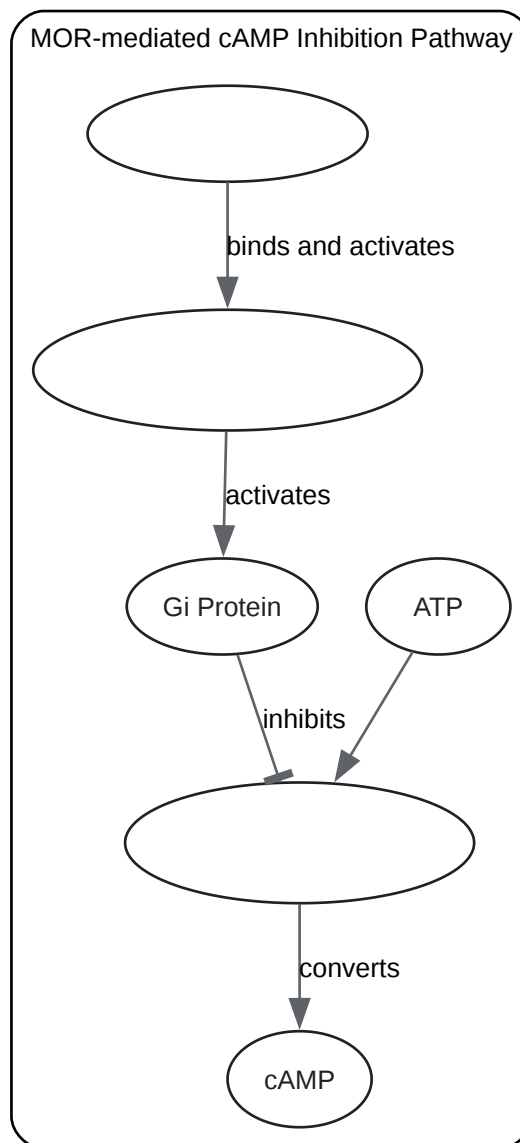 MOR-mediated cAMP Inhibition Pathway
binds and activates
activates
Gi Protein
ATP
inhibits
converts
cAMP